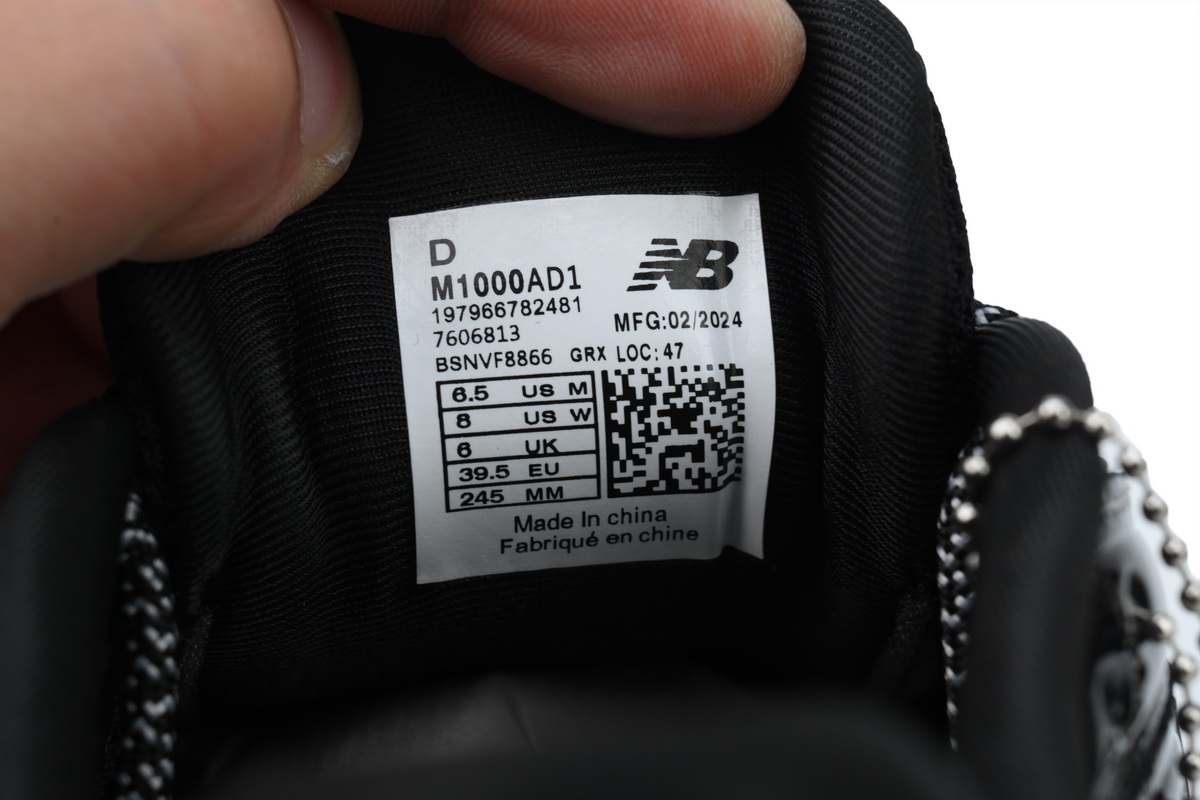 D
M1000AD1
NB
197966782481
7606813
MFG:02/2024
BSNVF8866 GRX LOC:47
6.5 US M
8 US W
6 UK
39.5 EU
245 MM
Made In china
Fabriqué en chine